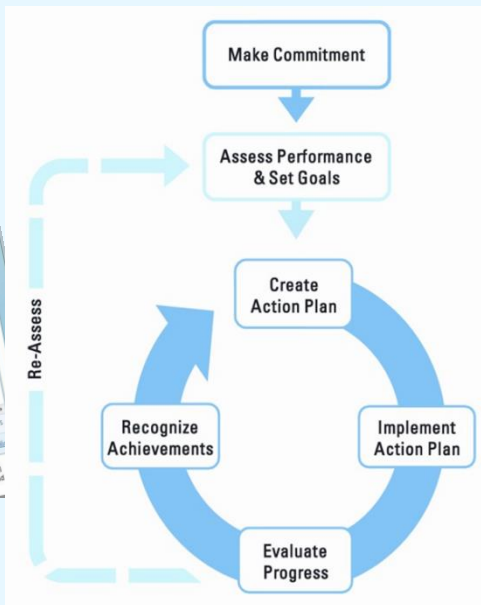 Make Commitment
Assess Performance
& Set Goals
Create
Action Plan
Re-Assess
Recognize
Achievements
Implement
Action Plan
Evaluate
Progress